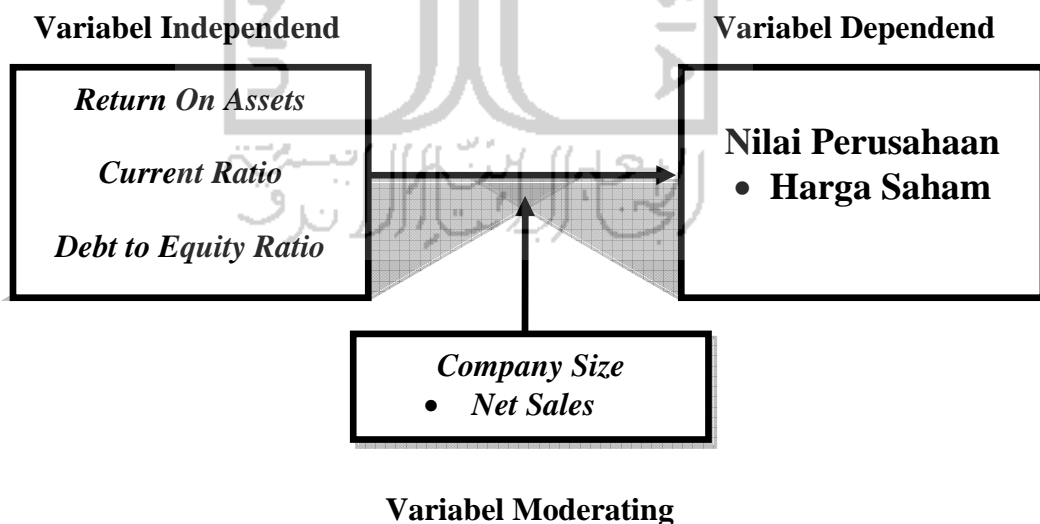 Variabel Independend
Variabel Dependend
Return On Assets
Current Ratio
Debt to Equity Ratio
Nilai Perusahaan
• Harga Saham
Company Size
• Net Sales
Variabel Moderating